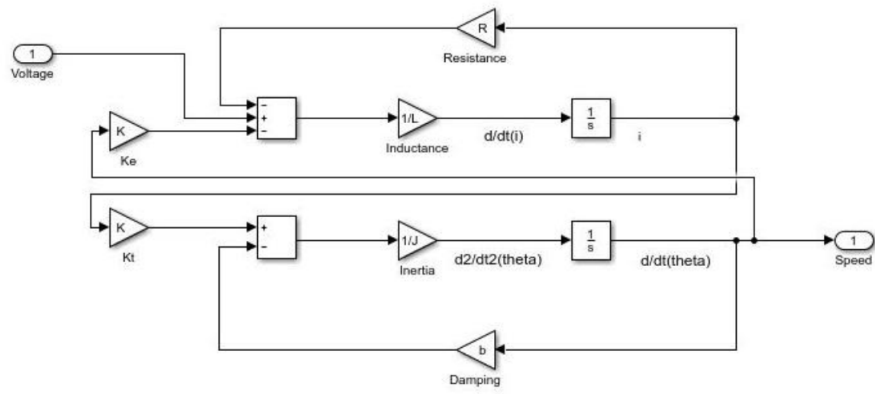 R
Resistance
1
Voltage
−
+
−
1/L
Inductance
d/dt(i)
1
s
i
K
Ke
K
Kt
+
−
1/J
Inertia
d2/dt2(theta)
1
s
d/dt(theta)
1
Speed
b
Damping